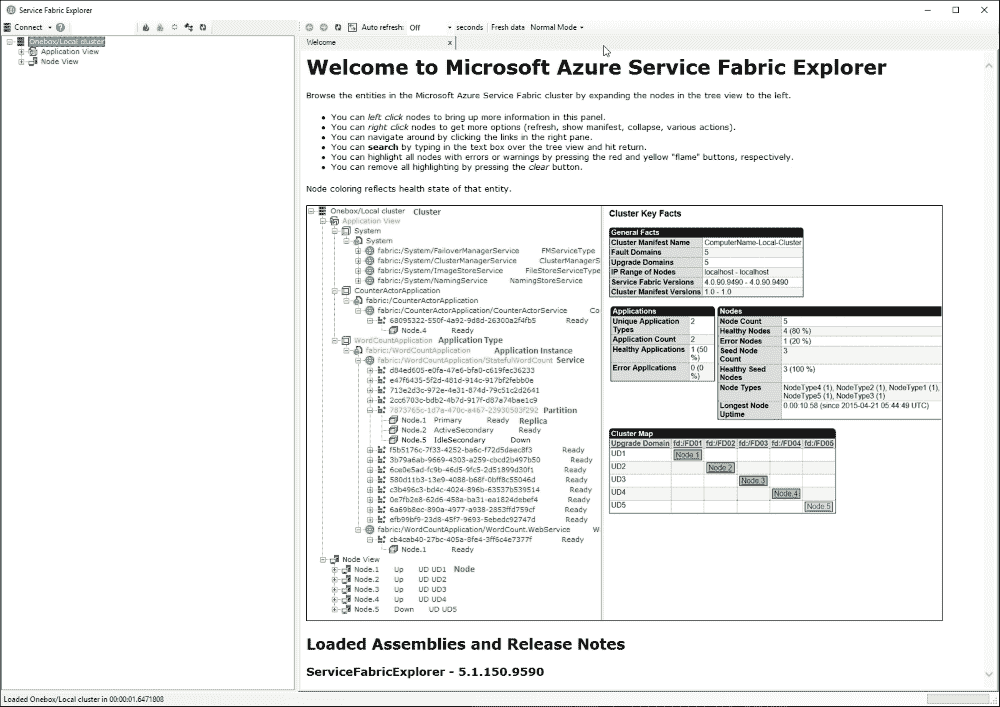 Service Fabric Explorer
Connect
Auto refresh: Off seconds Fresh data Normal Mode
Onebox/Local cluster
Application View
Node View
Welcome x
Welcome to Microsoft Azure Service Fabric Explorer
Browse the entities in the Microsoft Azure Service Fabric cluster by expanding the nodes in the tree view to the left.
• You can left click nodes to bring up more information in this panel.
• You can right click nodes to get more options (refresh, show manifest, collapse, various actions).
• You can navigate around by clicking the links in the right pane.
• You can search by typing in the text box over the tree view and hit return.
• You can highlight all nodes with errors or warnings by pressing the red and yellow "flame" buttons, respectively.
• You can remove all highlighting by pressing the clear button.
Node coloring reflects health state of that entity.
Onebox/Local cluster Cluster
Application View
System
System
fabric:/System/FailoverManagerService FMServiceType
fabric:/System/ClusterManagerService ClusterManagerS
fabric:/System/ImageStoreService FileStoreServiceType
fabric:/System/NamingService NamingStoreService
CounterActorApplication
fabric:/CounterActorApplication
fabric:/CounterActorApplication/CounterActorService Co
68095322-550f-4a92-9d8d-26300a2f4fb5 Ready
Node.4 Ready
WordCountApplication Application Type
fabric:/WordCountApplication Application Instance
fabric:/WordCountApplication/StatefulWordCount Service
d84ed605-e0fa-47e6-bfa0-c619fec36233
e47f6435-5f2d-481d-914c-917bf2febb0e
713e2d3c-972e-4e31-874d-79c51c2d2641
2cc6703c-bdb2-4b7d-917f-d87a74bae1c9
Partition
Node.1 Primary Ready Replica
Node.2 ActiveSecondary Ready
Node.5 IdleSecondary Down
f5b5176c-7f33-4252-ba6c-f72d5daec8f3 Ready
3b79a6ab-9669-4303-a259-cbcd2b497b50 Ready
6ce0e5ad-fc9b-46d5-9fc5-2d51899d30f1 Ready
580d11b3-13e9-4088-b68f-0bff8c55046d Ready
c3b496c3-bd4c-4024-896b-63537b539514 Ready
0e7fb2e8-62d6-458a-ba31-ea1824debef4 Ready
6a69b8ec-890a-4977-a938-2853ffd759cf Ready
efb99bf9-23d8-45f7-9693-5ebedc92747d Ready
fabric:/WordCountApplication/WordCount.WebService W
cb4cab40-27bc-405a-8fe4-3ff6c4e7377f Ready
Node.1 Ready
Node View
Node.1 Up UD UD1 Node
Node.2 Up UD UD2
Node.3 Up UD UD3
Node.4 Up UD UD4
Node.5 Down UD UD5
Cluster Key Facts
General Facts
Cluster Manifest Name ComputerName-Local-Cluster
Fault Domains 5
Upgrade Domains 5
IP Range of Nodes localhost - localhost
Service Fabric Versions 4.0.90.9490 - 4.0.90.9490
Cluster Manifest Versions 1.0 - 1.0
Applications
Unique Application Types 2
Application Count 2
Healthy Applications 1 (50 %)
Error Applications 0 (0 %)
Nodes
Node Count 5
Healthy Nodes 4 (80 %)
Error Nodes 1 (20 %)
Seed Node Count 3
Healthy Seed Nodes 3 (100 %)
Node Types NodeType4 (1), NodeType2 (1), NodeType1 (1),
NodeType5 (1), NodeType3 (1)
Longest Node Uptime 0.00:10:58 (since 2015-04-21 05:44:49 UTC)
Cluster Map
Upgrade Domain fd:/FD01 fd:/FD02 fd:/FD03 fd:/FD04 fd:/FD05
UD1 Node.1
UD2 Node.2
UD3 Node.3
UD4 Node.4
UD5 Node.5
Loaded Assemblies and Release Notes
ServiceFabricExplorer - 5.1.150.9590
Loaded Onebox/Local cluster in 00:00:01.6471808